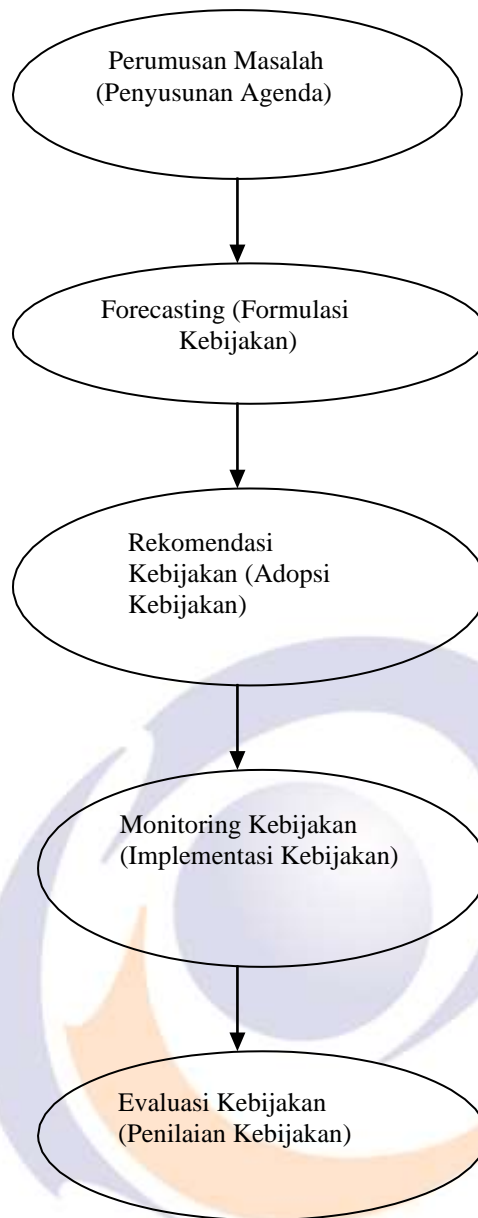 Perumusan Masalah
(Penyusunan Agenda)
Forecasting (Formulasi
Kebijakan)
Rekomendasi
Kebijakan (Adopsi
Kebijakan)
Monitoring Kebijakan
(Implementasi Kebijakan)
Evaluasi Kebijakan
(Penilaian Kebijakan)